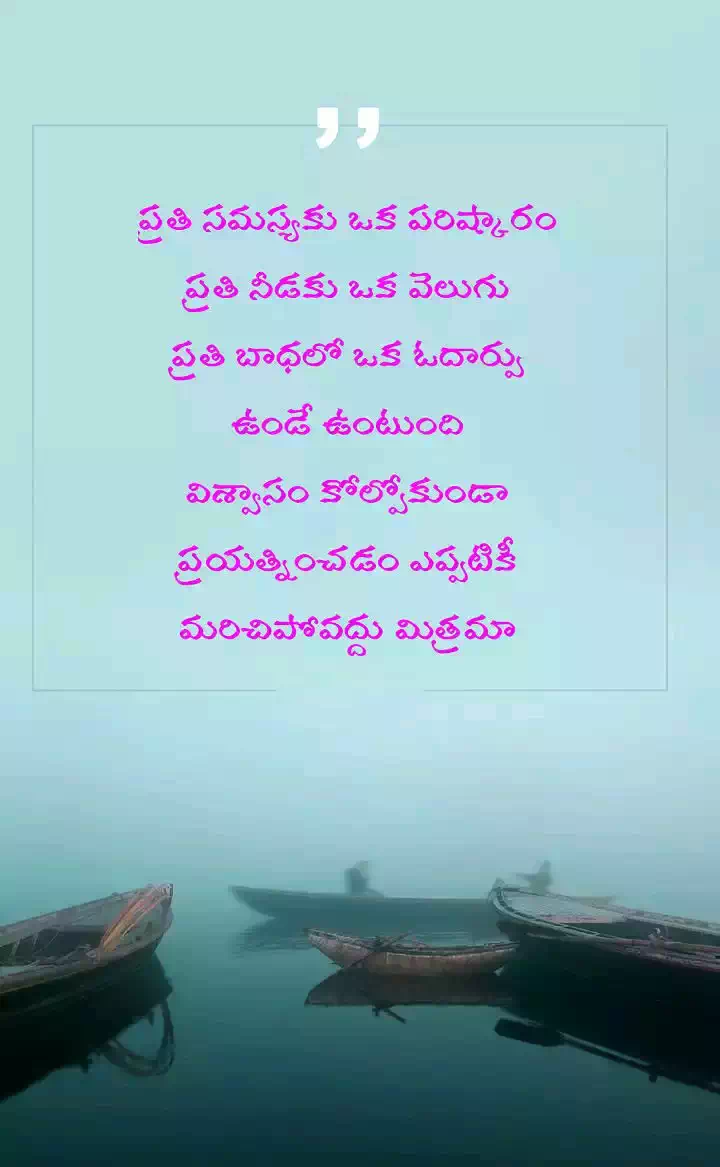 ప్రతి సమస్యకు ఒక పరిష్కారం
ప్రతి నీడకు ఒక వెలుగు
ప్రతి బాధలో ఒక ఓదార్పు
ఉండే ఉంటుంది
విశ్వాసం కోల్పోకుండా
ప్రయత్నించడం ఎప్పటికీ
మరిచిపోవద్దు మిత్రమా